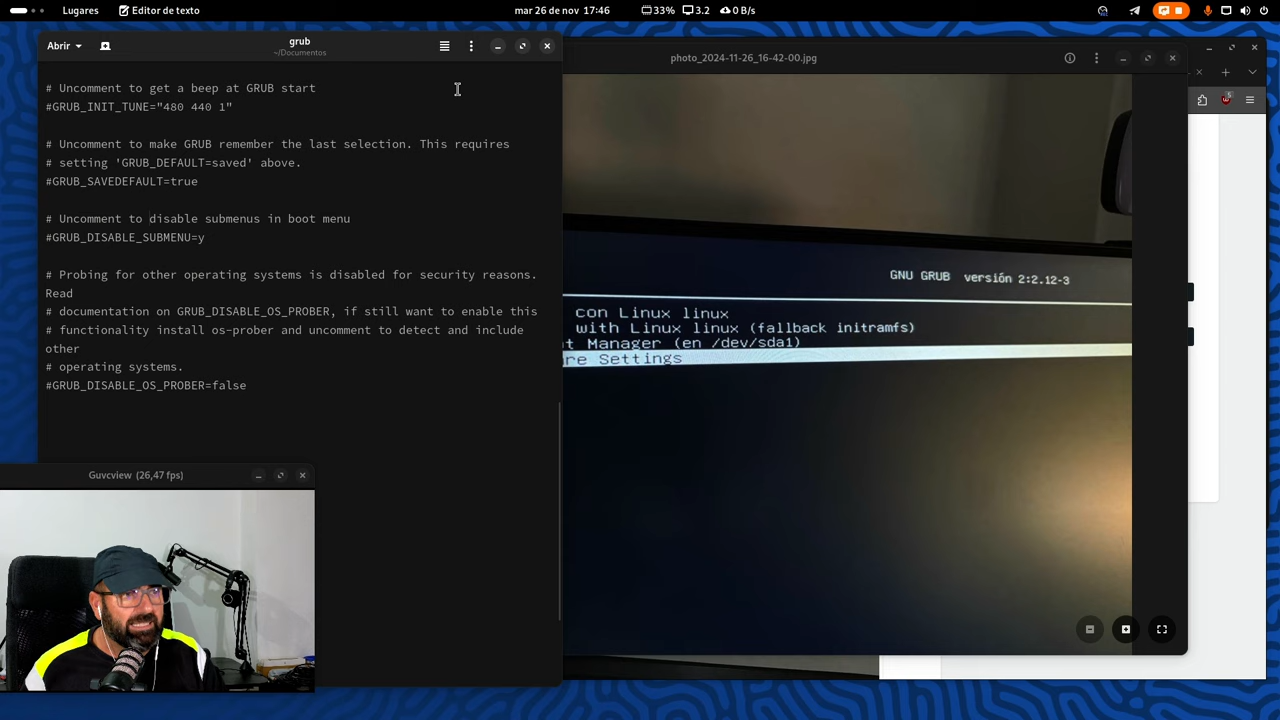 Lugares
Editor de texto
mar 26 de nov 17:46
33%
3.2
0 B/s
Abrir
grub
~/Documentos
# Uncomment to get a beep at GRUB start
#GRUB_INIT_TUNE="480 440 1"
# Uncomment to make GRUB remember the last selection. This requires
# setting 'GRUB_DEFAULT=saved' above.
#GRUB_SAVEDEFAULT=true
# Uncomment to disable submenus in boot menu
#GRUB_DISABLE_SUBMENU=y
# Probing for other operating systems is disabled for security reasons.
Read
# documentation on GRUB_DISABLE_OS_PROBER, if still want to enable this
# functionality install os-prober and uncomment to detect and include
other
# operating systems.
#GRUB_DISABLE_OS_PROBER=false
Guvcview (26,47 fps)
photo_2024-11-26_16-42-00.jpg
GNU GRUB versión 2:2.12-3
con Linux linux
with Linux linux (fallback initramfs)
t Manager (en /dev/sda1)
re Settings
5